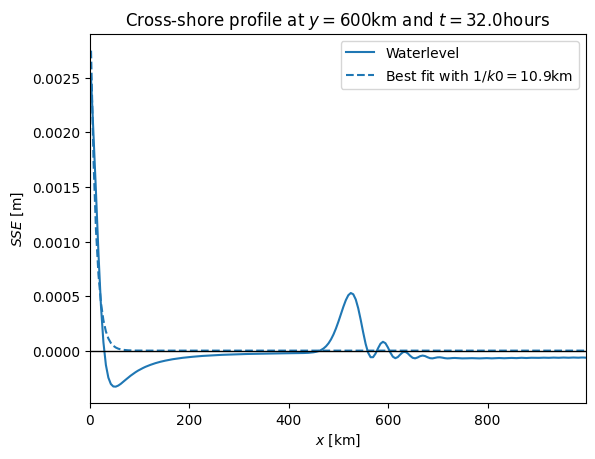 Cross-shore profile at y = 600km and t = 32.0hours
Waterlevel
Best fit with 1/k0 = 10.9km
0.0025
0.0020
0.0015
0.0010
0.0005
0.0000
SSE [m]
0
200
400
600
800
x [km]